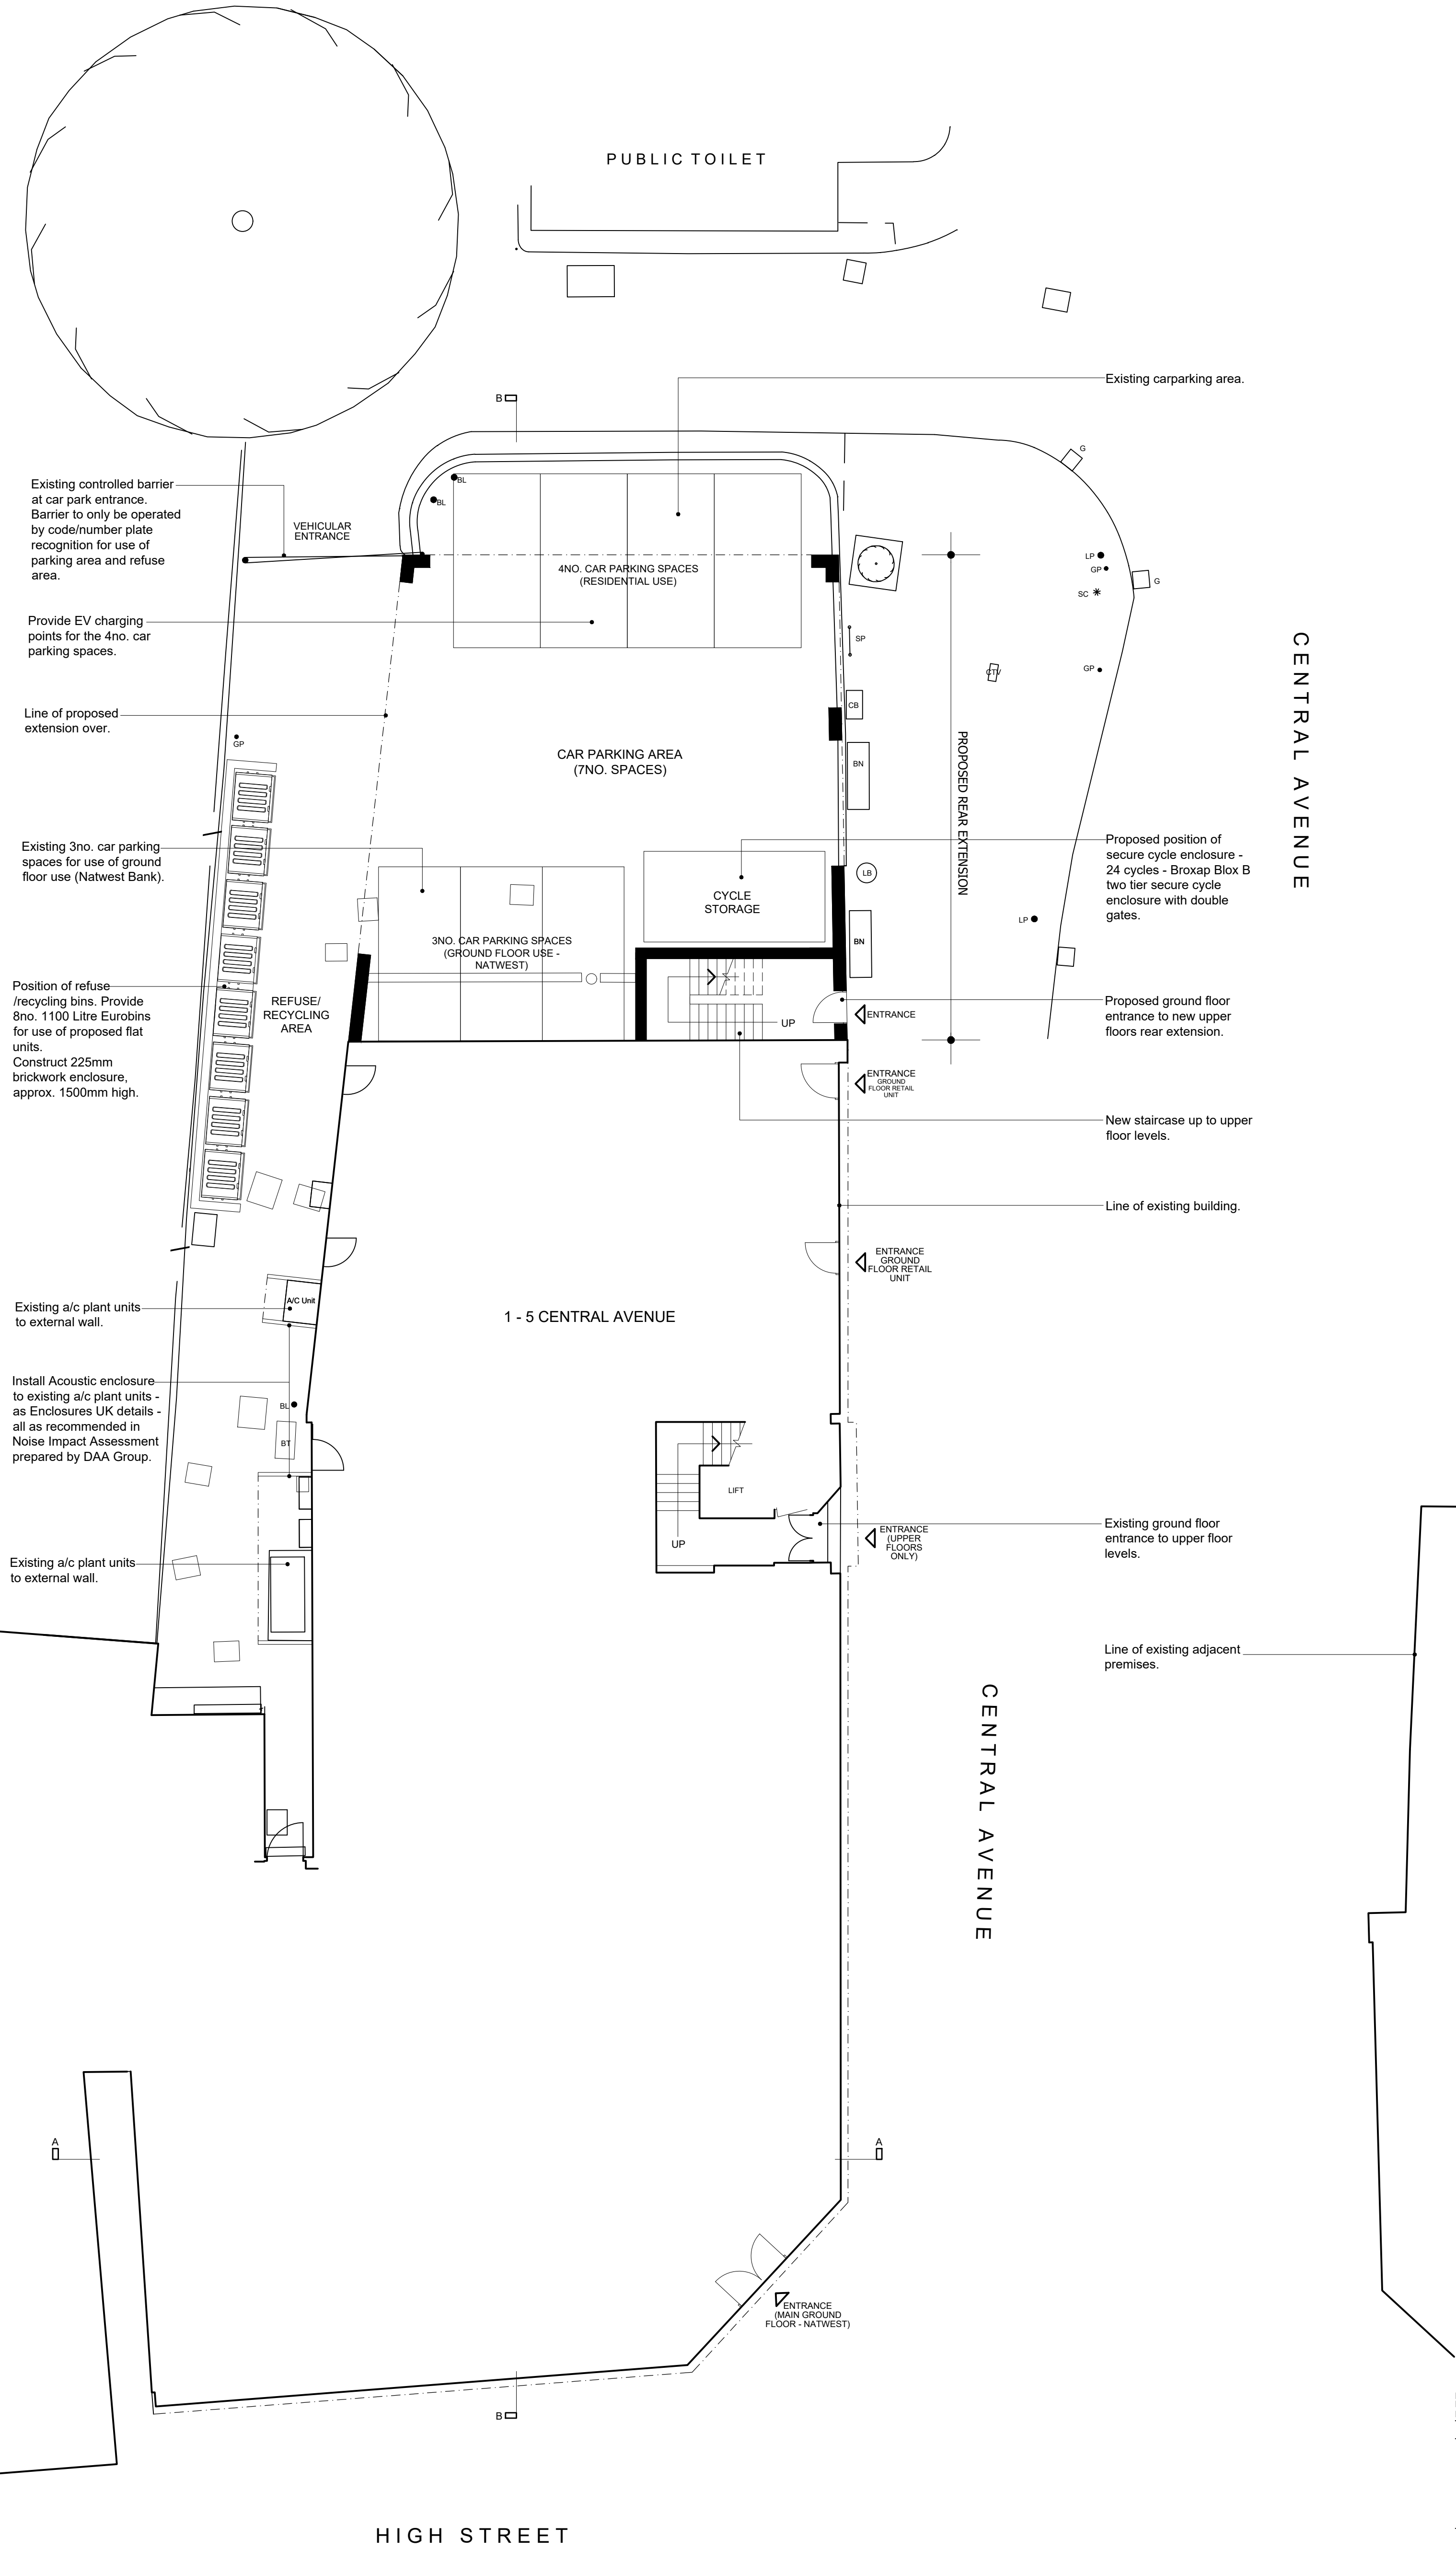 PUBLIC TOILET
Existing carparking area.
B
G
Existing controlled barrier
at car park entrance.
Barrier to only be operated
by code/number plate
recognition for use of
parking area and refuse
area.
BL
BL
VEHICULAR
ENTRANCE
4NO. CAR PARKING SPACES
(RESIDENTIAL USE)
LP
GP
G
SC
Provide EV charging
points for the 4no. car
parking spaces.
SP
GP
CTV
CENTRAL AVENUE
Line of proposed
extension over.
CB
GP
CAR PARKING AREA
(7NO. SPACES)
BN
PROPOSED REAR EXTENSION
Existing 3no. car parking
spaces for use of ground
floor use (Natwest Bank).
Proposed position of
secure cycle enclosure -
24 cycles - Broxap Blox B
two tier secure cycle
enclosure with double
gates.
LB
CYCLE
STORAGE
LP
3NO. CAR PARKING SPACES
(GROUND FLOOR USE -
NATWEST)
BN
Position of refuse
/recycling bins. Provide
8no. 1100 Litre Eurobins
for use of proposed flat
units.
Construct 225mm
brickwork enclosure,
approx. 1500mm high.
REFUSE/
RECYCLING
AREA
UP
ENTRANCE
Proposed ground floor
entrance to new upper
floors rear extension.
ENTRANCE
GROUND
FLOOR RETAIL
UNIT
New staircase up to upper
floor levels.
Line of existing building.
ENTRANCE
GROUND
FLOOR RETAIL
UNIT
Existing a/c plant units
to external wall.
A/C Unit
1 - 5 CENTRAL AVENUE
Install Acoustic enclosure
to existing a/c plant units -
as Enclosures UK details -
all as recommended in
Noise Impact Assessment
prepared by DAA Group.
BL
BT
LIFT
UP
ENTRANCE
(UPPER
FLOORS
ONLY)
Existing ground floor
entrance to upper floor
levels.
Existing a/c plant units
to external wall.
Line of existing adjacent
premises.
CENTRAL AVENUE
A
A
ENTRANCE
(MAIN GROUND
FLOOR - NATWEST)
B
HIGH STREET